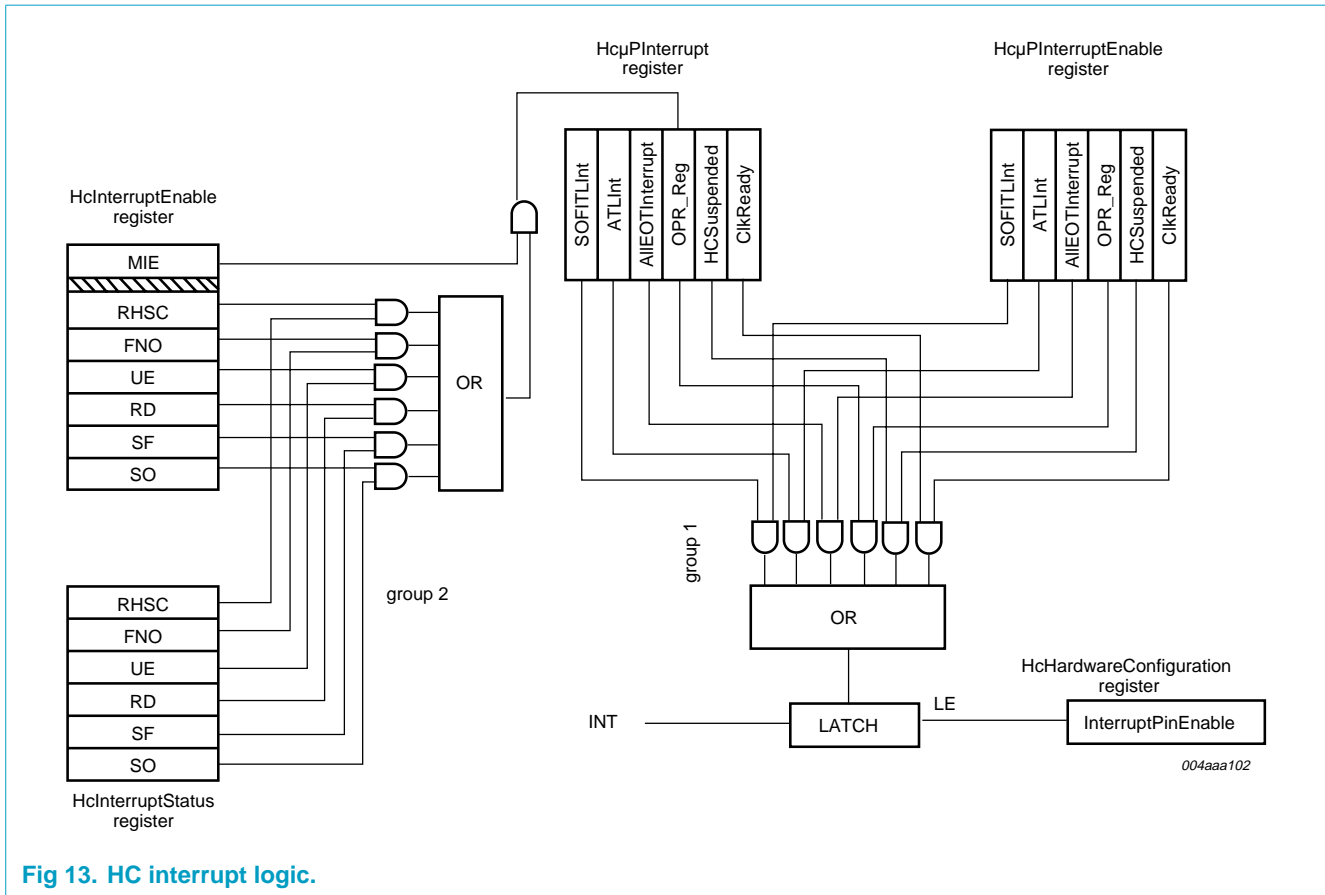 HcµPInterrupt
register
HcµPInterruptEnable
register
SOFITLInt
ATLInt
AllEOTInterrupt
OPR_Reg
HCSuspended
ClkReady
SOFITLInt
ATLInt
AllEOTInterrupt
OPR_Reg
HCSuspended
ClkReady
HcInterruptEnable
register
MIE
RHSC
FNO
UE
RD
SF
SO
OR
group 1
group 2
RHSC
FNO
UE
RD
SF
SO
HcInterruptStatus
register
OR
HcHardwareConfiguration
register
INT
LATCH
LE
InterruptPinEnable
004aaa102
Fig 13. HC interrupt logic.